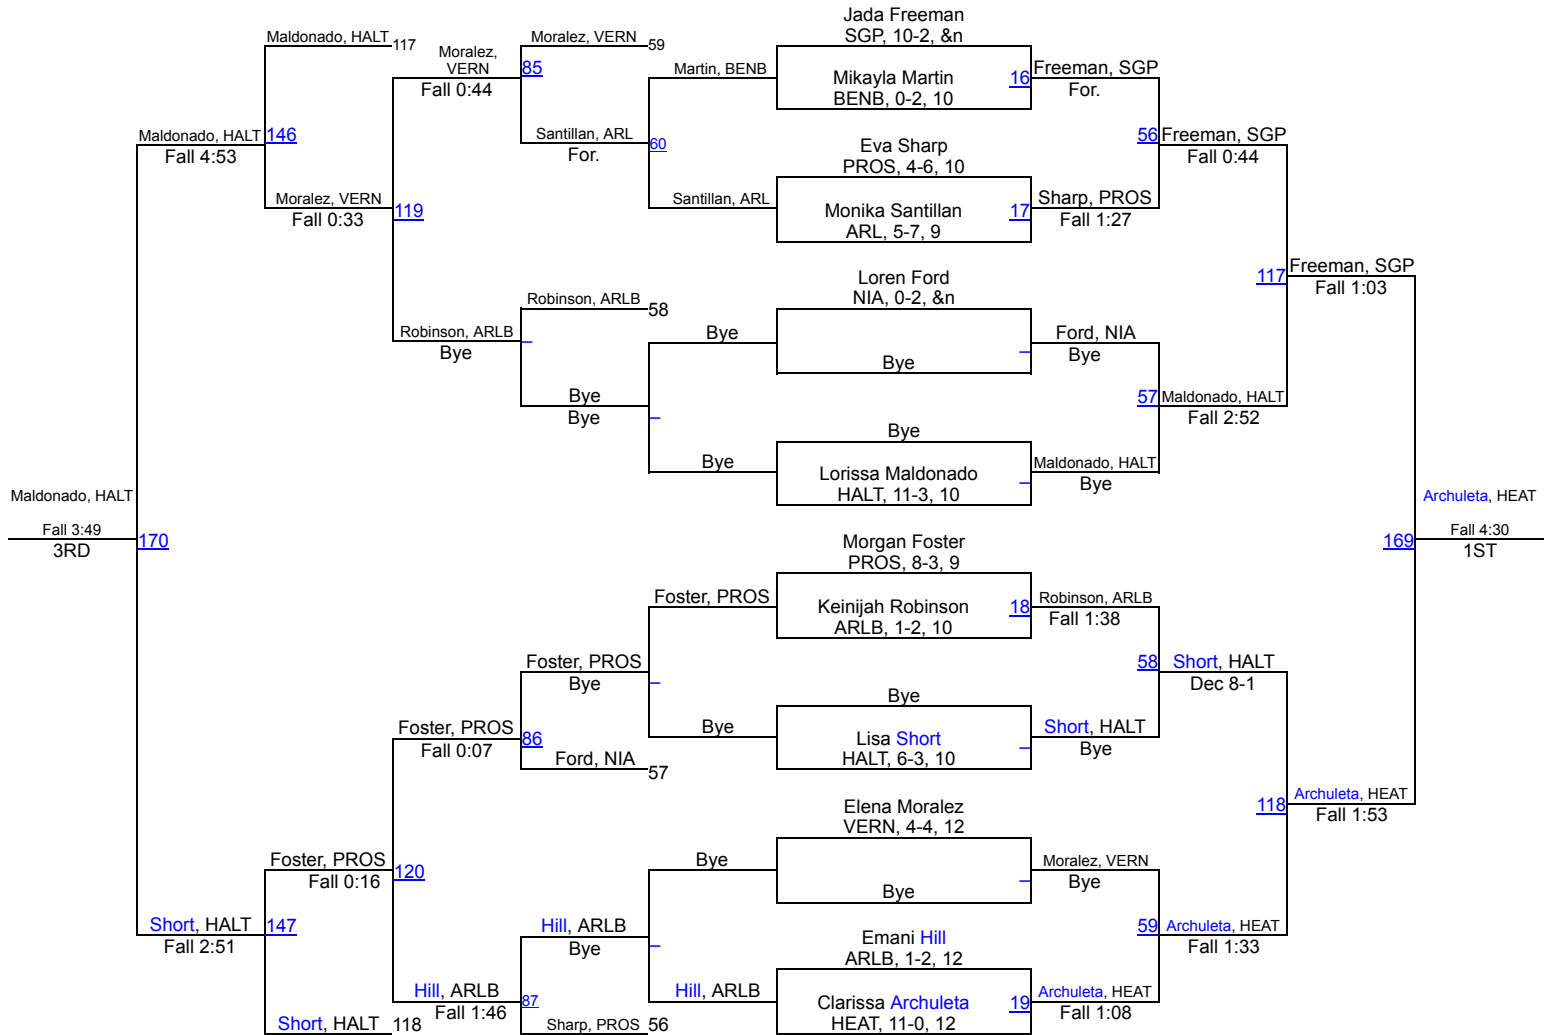 Jada Freeman
SGP, 10-2, &n
Maldonado, HALT 117
Moralez,
VERN
Fall 0:44
Moralez, VERN 59
85
Martin, BENB
Mikayla Martin
BENB, 0-2, 10
16
Freeman, SGP
For.
Maldonado, HALT
Fall 4:53
146
Santillan, ARL
For.
60
Eva Sharp
PROS, 4-6, 10
56
Freeman, SGP
Fall 0:44
Moralez, VERN
Fall 0:33
119
Santillan, ARL
Monika Santillan
ARL, 5-7, 9
17
Sharp, PROS
Fall 1:27
Loren Ford
NIA, 0-2, &n
117
Freeman, SGP
Fall 1:03
Robinson, ARLB
58
Robinson, ARLB
Bye
Bye
Bye
Ford, NIA
Bye
Bye
Bye
57
Maldonado, HALT
Fall 2:52
Bye
Bye
Lorissa Maldonado
HALT, 11-3, 10
Maldonado, HALT
Bye
Maldonado, HALT
Fall 3:49
3RD
170
Archuleta, HEAT
Fall 4:30
1ST
169
Morgan Foster
PROS, 8-3, 9
Foster, PROS
Keinijah Robinson
ARLB, 1-2, 10
18
Robinson, ARLB
Fall 1:38
Foster, PROS
Bye
58
Short, HALT
Dec 8-1
Bye
Foster, PROS
Fall 0:07
86
Bye
Lisa Short
HALT, 6-3, 10
Short, HALT
Bye
Ford, NIA
57
Elena Moralez
VERN, 4-4, 12
118
Archuleta, HEAT
Fall 1:53
Foster, PROS
Fall 0:16
120
Bye
Bye
Moralez, VERN
Bye
Short, HALT
Fall 2:51
147
Hill, ARLB
Bye
Emani Hill
ARLB, 1-2, 12
59
Archuleta, HEAT
Fall 1:33
Hill, ARLB
Fall 1:46
87
Hill, ARLB
Clarissa Archuleta
HEAT, 11-0, 12
19
Archuleta, HEAT
Fall 1:08
Short, HALT 118
Sharp, PROS 56